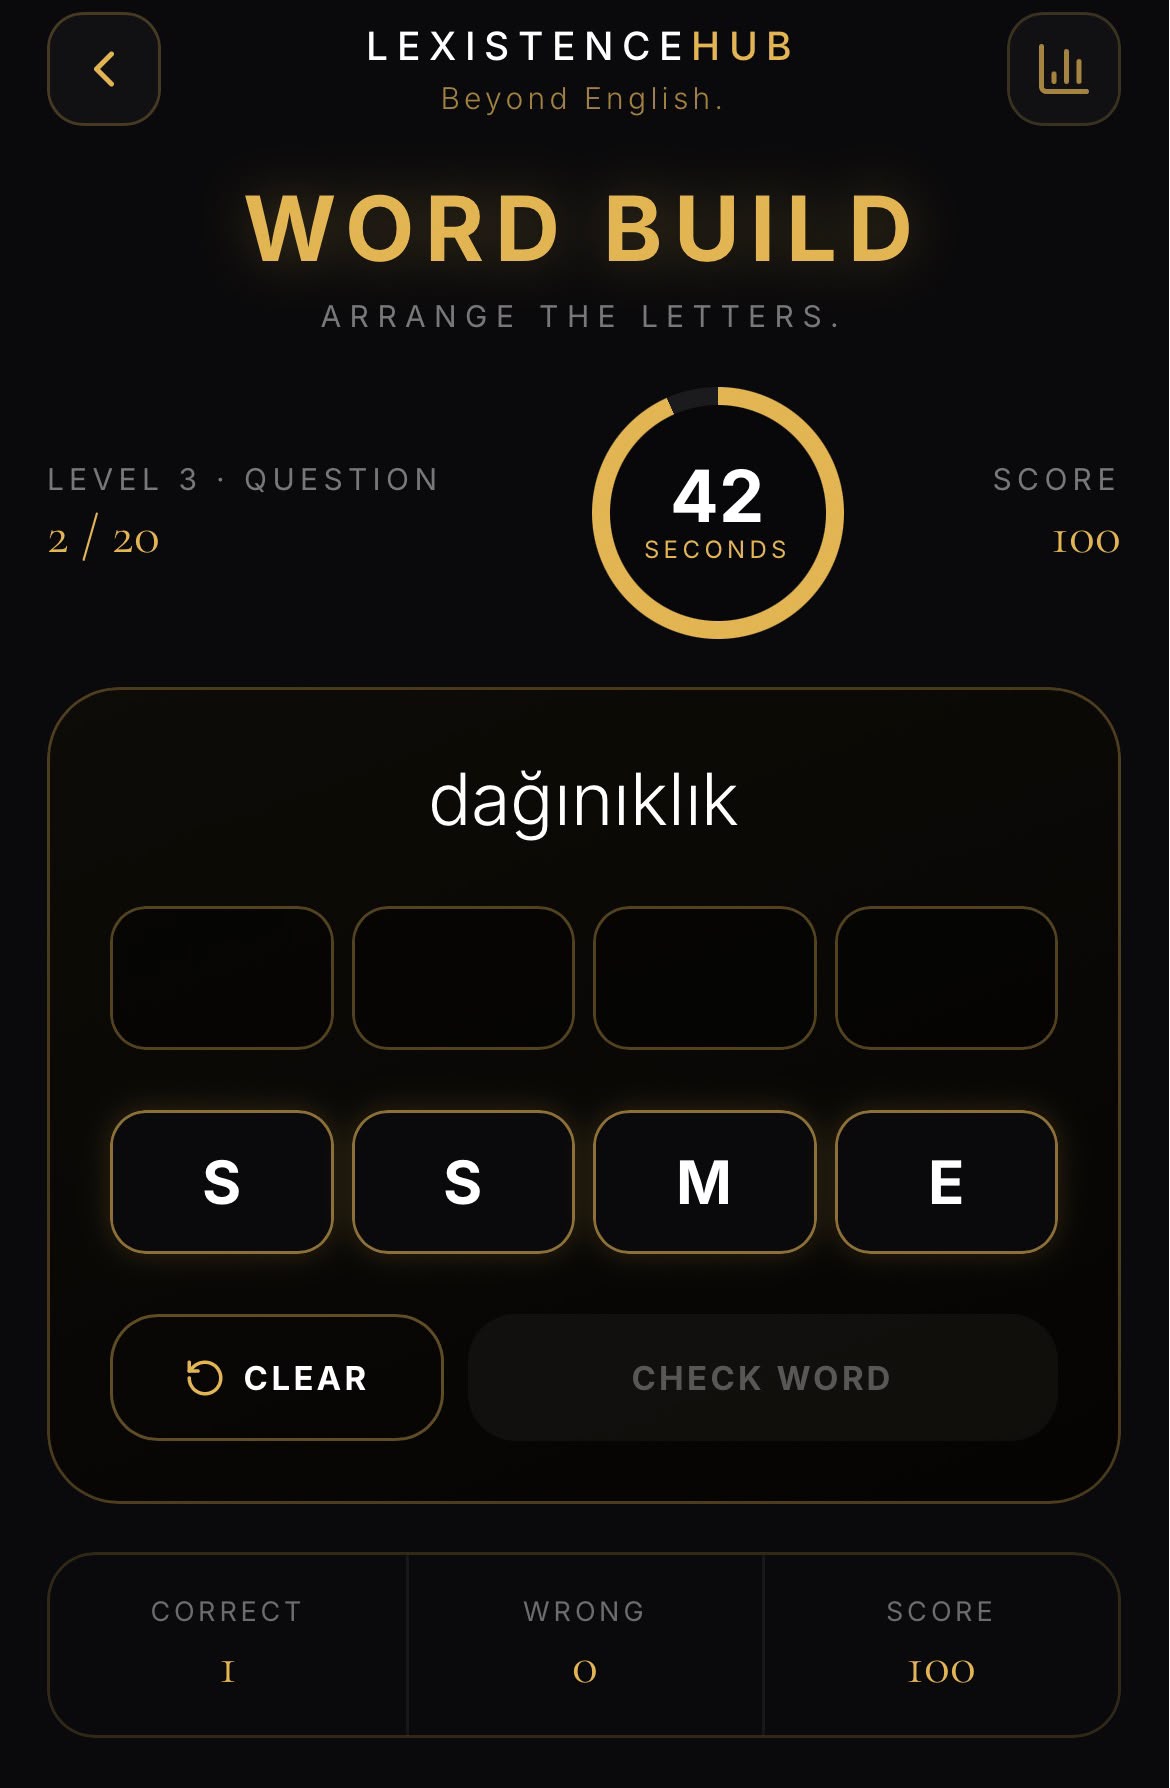 LEXISTENCEHUB
Beyond English.
WORD BUILD
ARRANGE THE LETTERS.
LEVEL 3 · QUESTION
2 / 20
42
SECONDS
SCORE
100
dağınıklık
S S M E
CLEAR
CHECK WORD
CORRECT
1
WRONG
0
SCORE
100